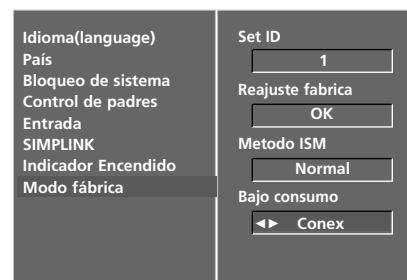 Idioma(language)
País
Bloqueo de sistema
Control de padres
Entrada
SIMPLINK
Indicador Encendido
Modo fábrica
Set ID
1
Reajuste fabrica
OK
Metodo ISM
Normal
Bajo consumo
◄► Conex